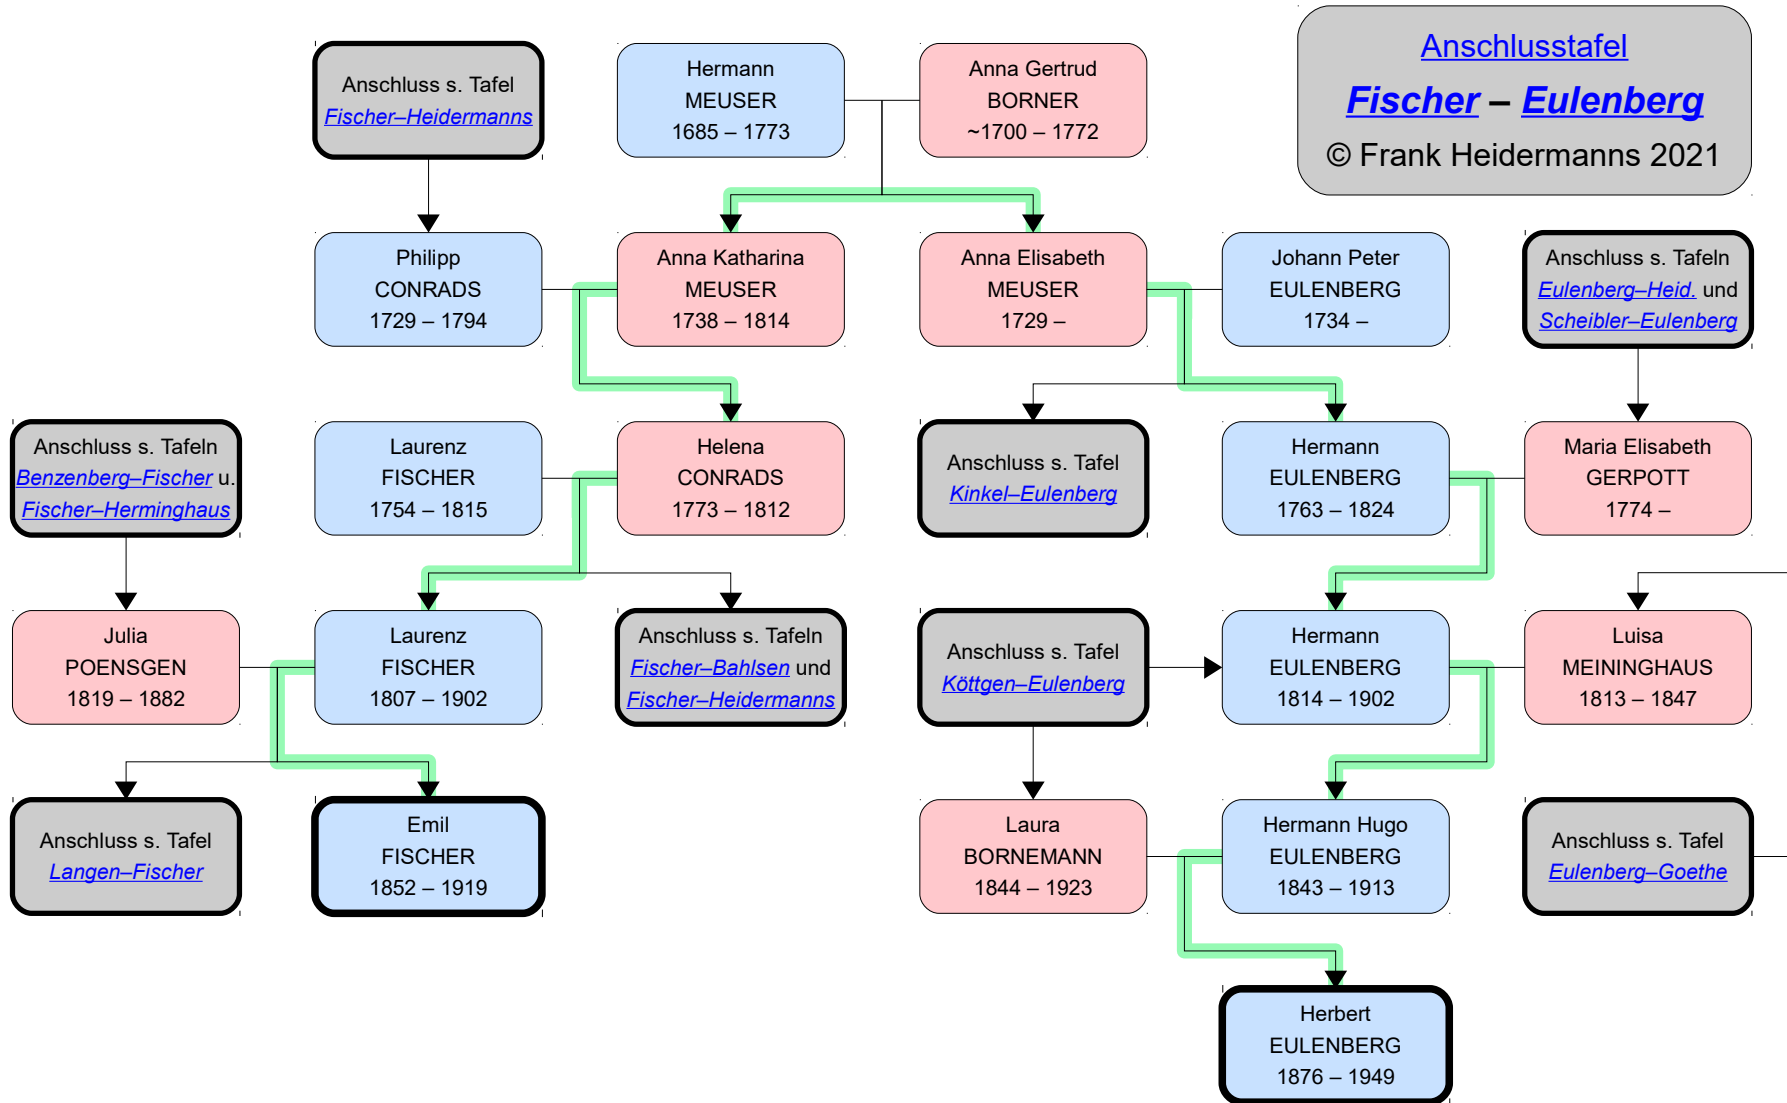 Anschlusstafel
Fischer – Eulenberg
© Frank Heidermanns 2021
Anschluss s. Tafel
Fischer–Heidermanns
Hermann
MEUSER
1685 – 1773
Anna Gertrud
BORNER
~1700 – 1772
Philipp
CONRADS
1729 – 1794
Anna Katharina
MEUSER
1738 – 1814
Anna Elisabeth
MEUSER
1729 –
Johann Peter
EULENBERG
1734 –
Anschluss s. Tafeln
Eulenberg–Heid. und
Scheibler–Eulenberg
Anschluss s. Tafeln
Benzenberg–Fischer u.
Fischer–Herminghaus
Laurenz
FISCHER
1754 – 1815
Helena
CONRADS
1773 – 1812
Anschluss s. Tafel
Kinkel–Eulenberg
Hermann
EULENBERG
1763 – 1824
Maria Elisabeth
GERPOTT
1774 –
Julia
POENSGEN
1819 – 1882
Laurenz
FISCHER
1807 – 1902
Anschluss s. Tafeln
Fischer–Bahlsen und
Fischer–Heidermanns
Anschluss s. Tafel
Köttgen–Eulenberg
Hermann
EULENBERG
1814 – 1902
Luisa
MEININGHAUS
1813 – 1847
Anschluss s. Tafel
Langen–Fischer
Emil
FISCHER
1852 – 1919
Laura
BORNEMANN
1844 – 1923
Hermann Hugo
EULENBERG
1843 – 1913
Anschluss s. Tafel
Eulenberg–Goethe
Herbert
EULENBERG
1876 – 1949